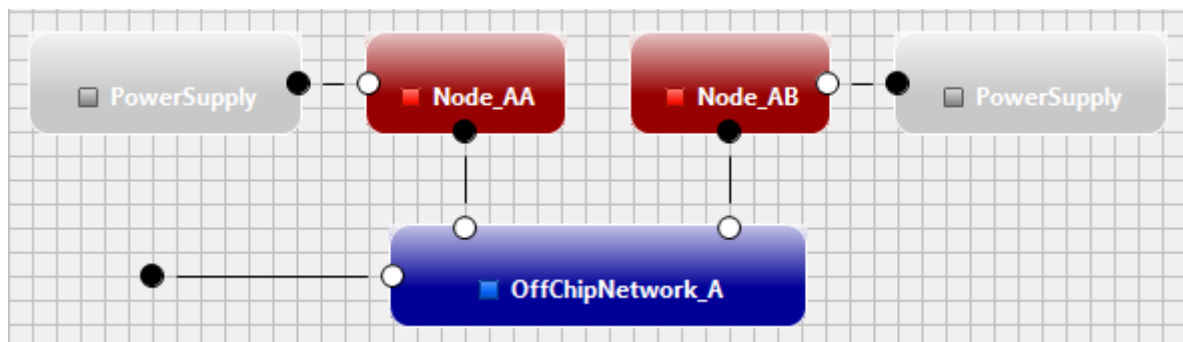 PowerSupply
Node_AA
Node_AB
PowerSupply
OffChipNetwork_A